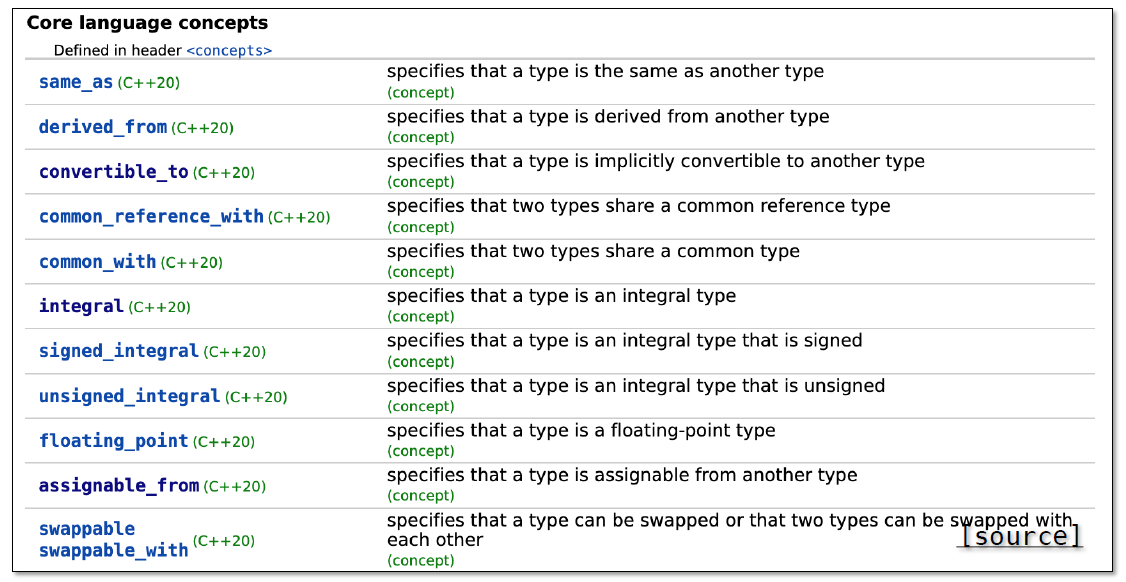 Core language concepts
Defined in header <concepts>
same_as (C++20)
specifies that a type is the same as another type
(concept)
derived_from (C++20)
specifies that a type is derived from another type
(concept)
convertible_to (C++20)
specifies that a type is implicitly convertible to another type
(concept)
common_reference_with (C++20)
specifies that two types share a common reference type
(concept)
common_with (C++20)
specifies that two types share a common type
(concept)
integral (C++20)
specifies that a type is an integral type
(concept)
signed_integral (C++20)
specifies that a type is an integral type that is signed
(concept)
unsigned_integral (C++20)
specifies that a type is an integral type that is unsigned
(concept)
floating_point (C++20)
specifies that a type is a floating-point type
(concept)
assignable_from (C++20)
specifies that a type is assignable from another type
(concept)
swappable
swappable_with (C++20)
specifies that a type can be swapped or that two types can be swapped with
each other
(concept)
[source]